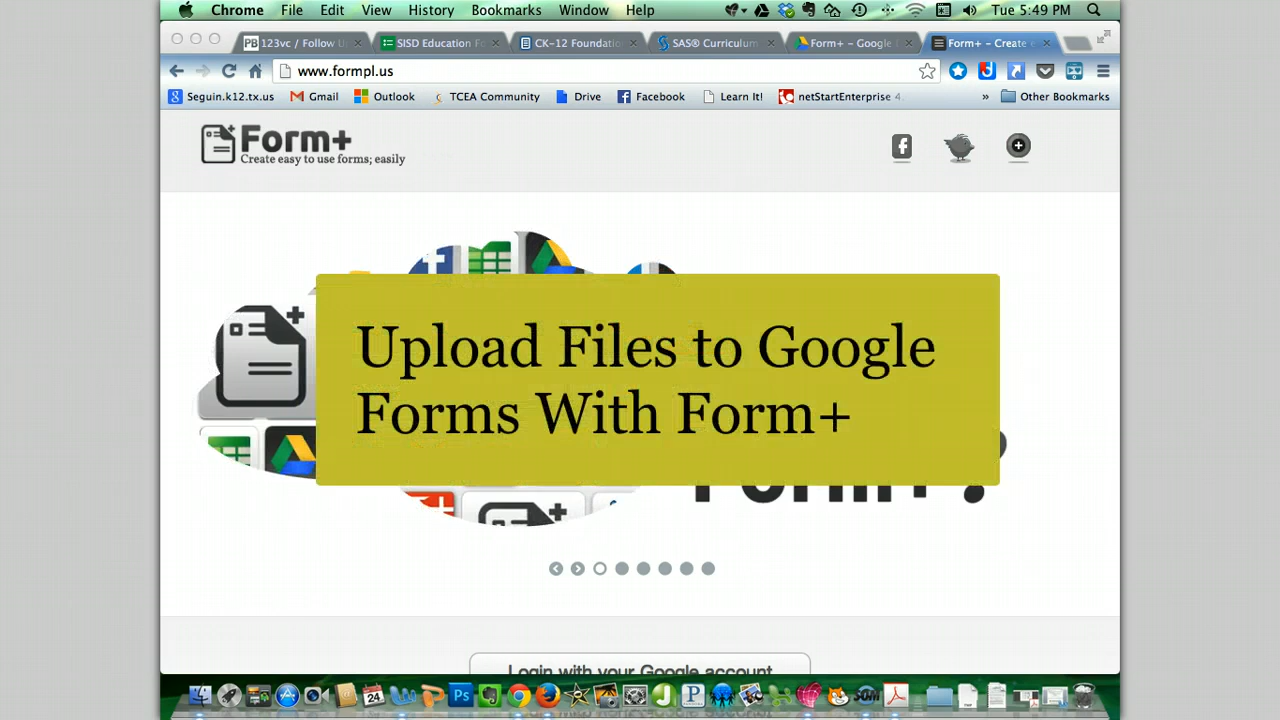 Chrome File Edit View History Bookmarks Window Help Tue 5:49 PM
123vc / Follow U
SISD Education F
CK-12 Foundatio
SAS® Curriculum
Form+ – Google
Form+ – Create e
www.formpl.us
Seguin.k12.tx.us Gmail Outlook TCEA Community Drive Facebook Learn It! netStartEnterprise 4. » Other Bookmarks
Form+
Create easy to use forms; easily
Upload Files to Google
Forms With Form+
Form+ ?
Login with your Google account